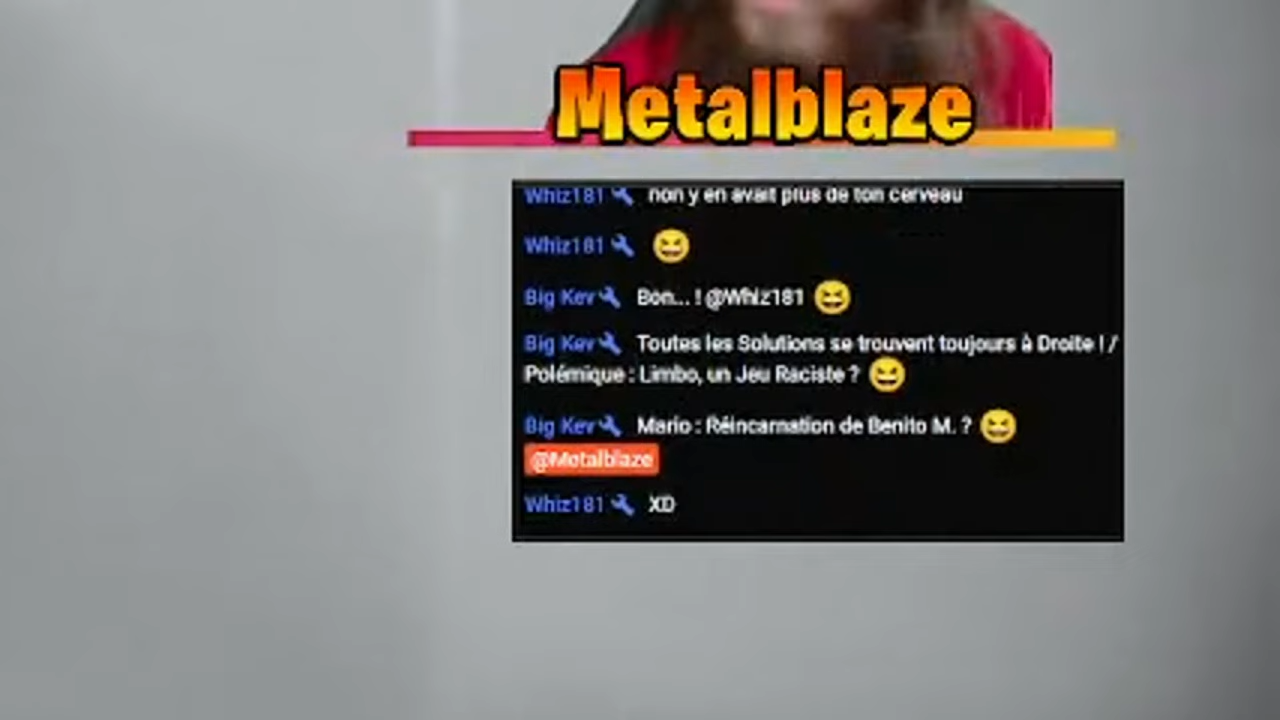 Metalblaze
Whiz181 non y en avait plus de ton cerveau
Whiz181
Big Kev Bon... ! @Whiz181
Big Kev Toutes les Solutions se trouvent toujours à Droite ! /
Polémique : Limbo, un Jeu Raciste ?
Big Kev Mario : Réincarnation de Benito M. ?
@Metalblaze
Whiz181 XD